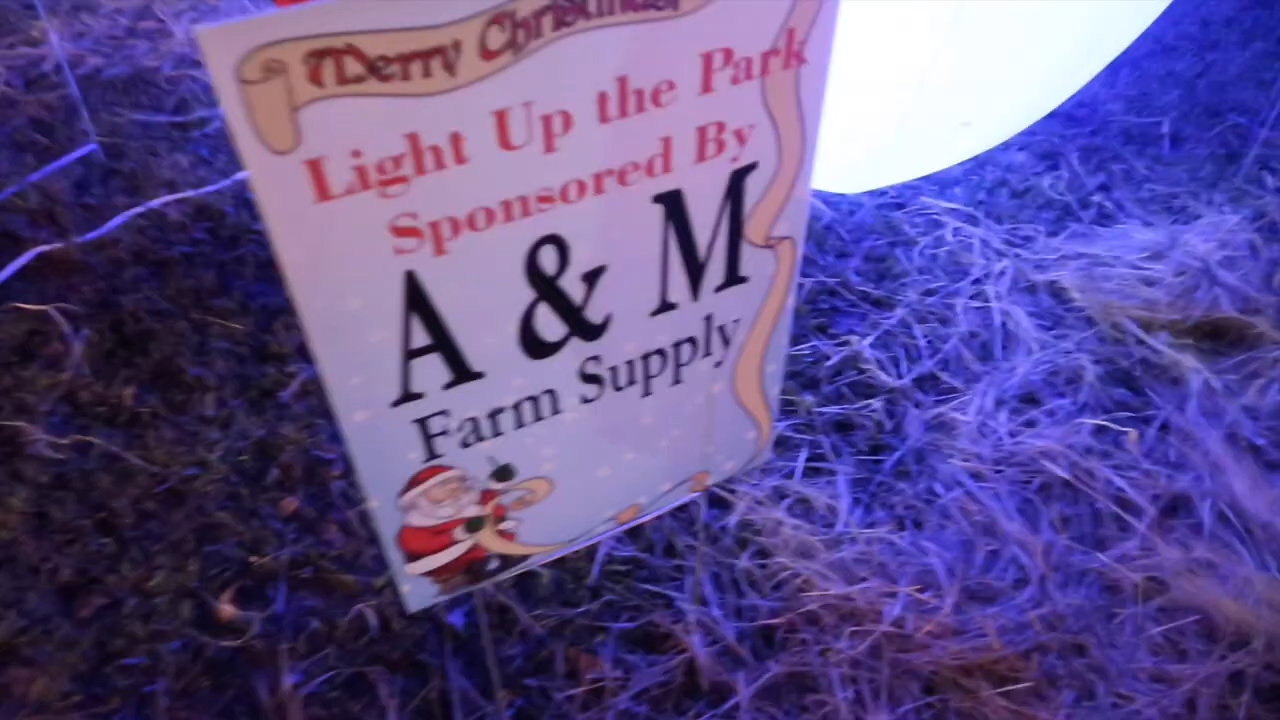 Merry Christmas!
Light Up the Park
Sponsored By
A & M
Farm Supply